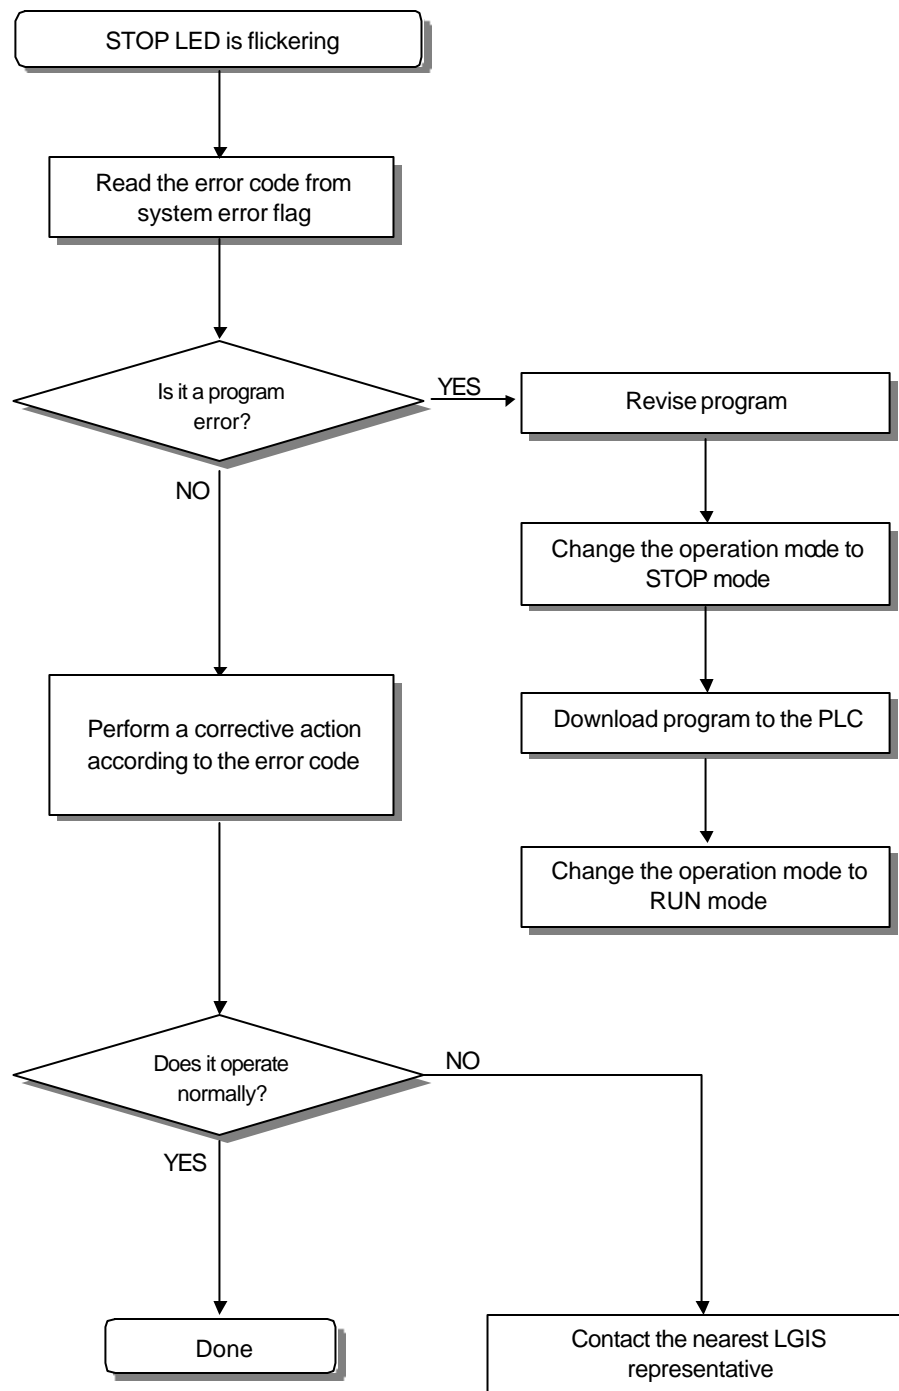 STOP LED is flickering
Read the error code from
system error flag
Is it a program
error?
YES
Revise program
NO
Change the operation mode to
STOP mode
Perform a corrective action
according to the error code
Download program to the PLC
Change the operation mode to
RUN mode
Does it operate
normally?
NO
YES
Done
Contact the nearest LGIS
representative